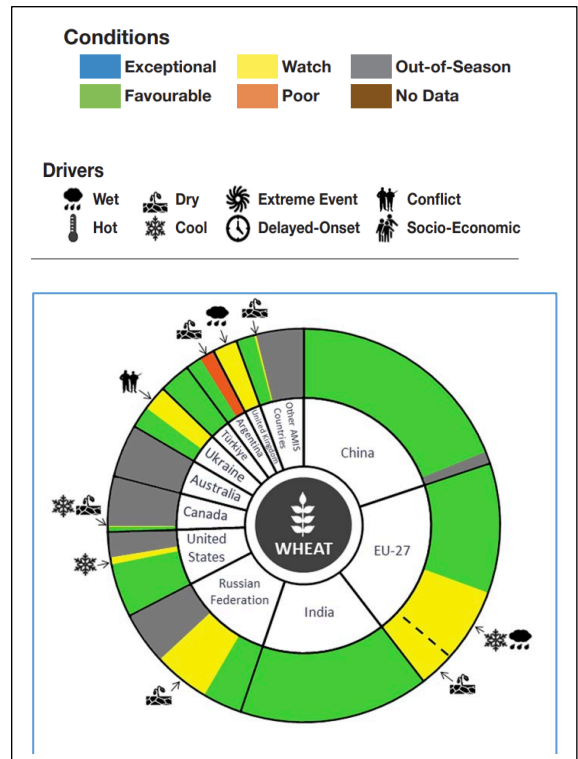 Conditions
Exceptional Watch Out-of-Season
Favourable Poor No Data
Drivers
Wet Dry Extreme Event Conflict
Hot Cool Delayed-Onset Socio-Economic
China
EU-27
India
Russian
Federation
United
States
Canada
Australia
Ukraine
Türkiye
Argentina
United Kingdom
Other AMIS
Countries
WHEAT